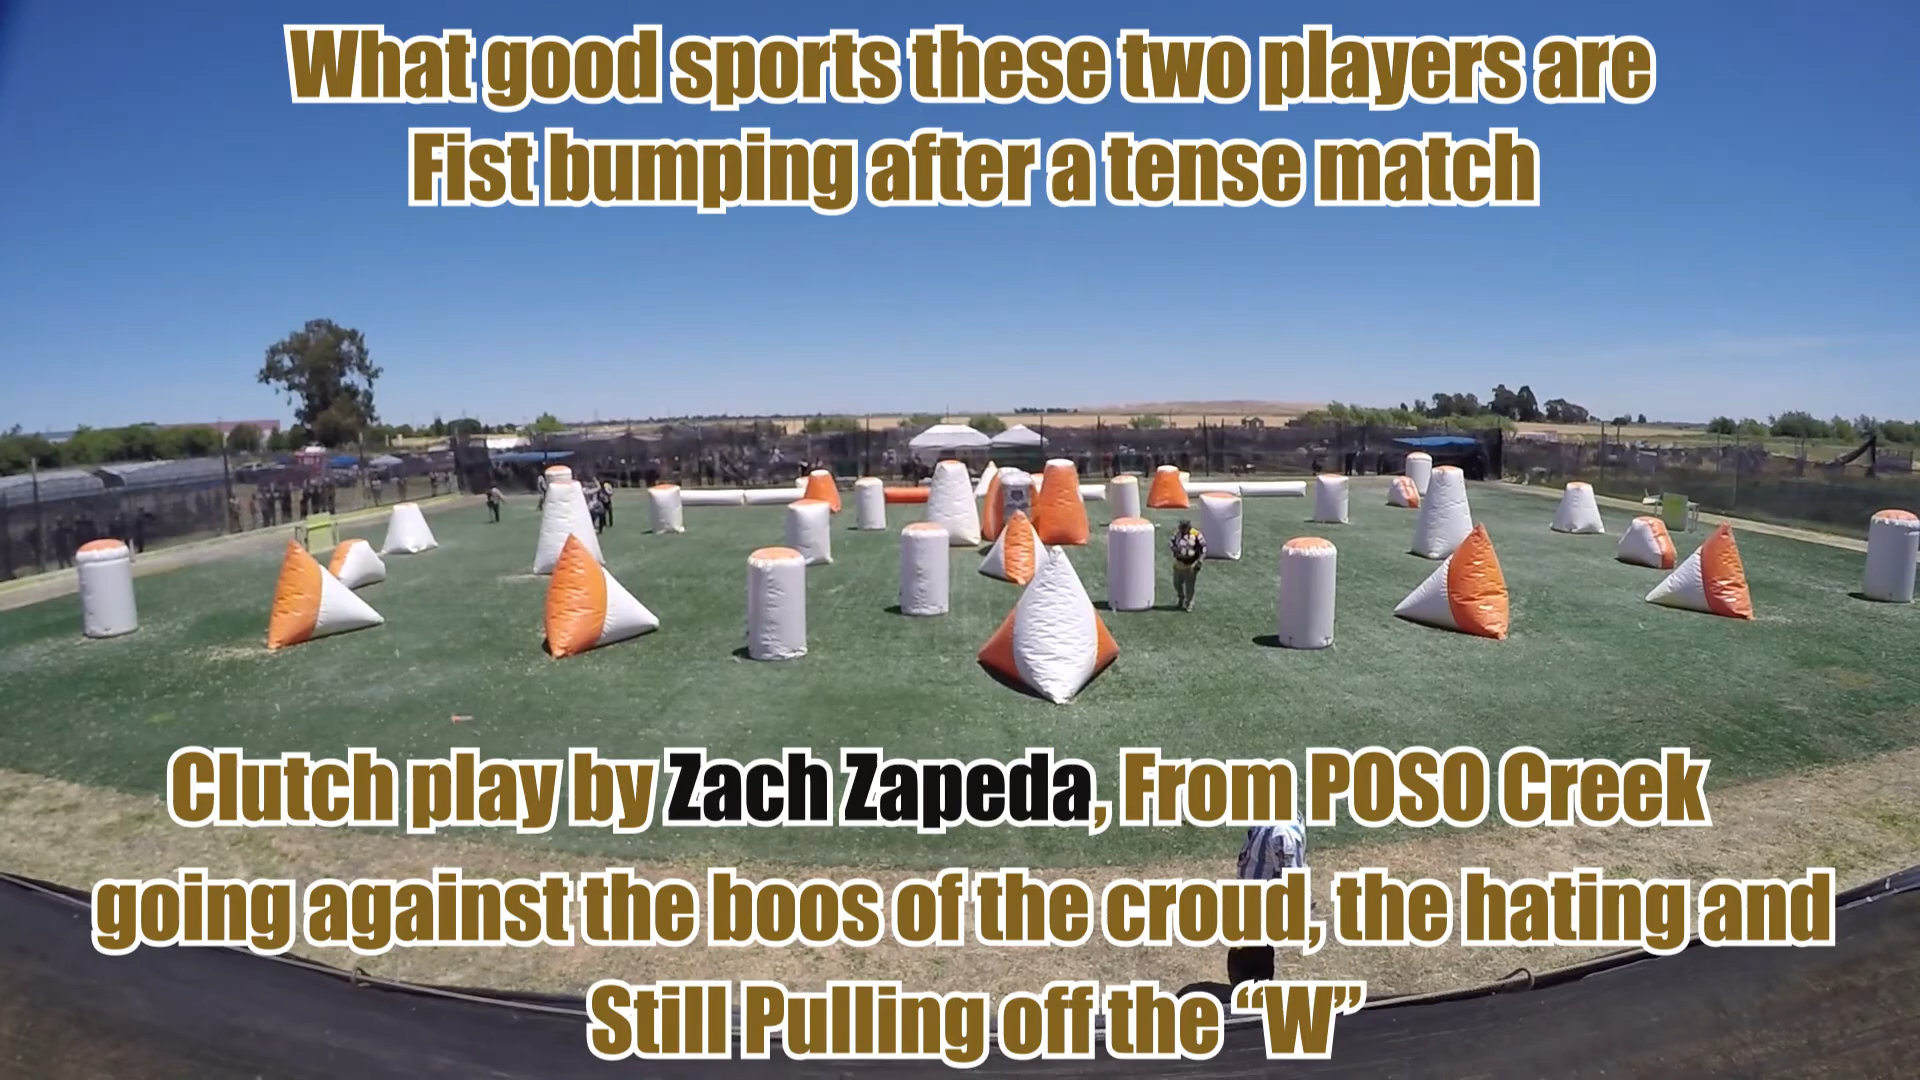 What good sports these two players are
Fist bumping after a tense match
Clutch play by Zach Zapeda, From POSO Creek
going against the boos of the croud, the hating and
Still Pulling off the “W”